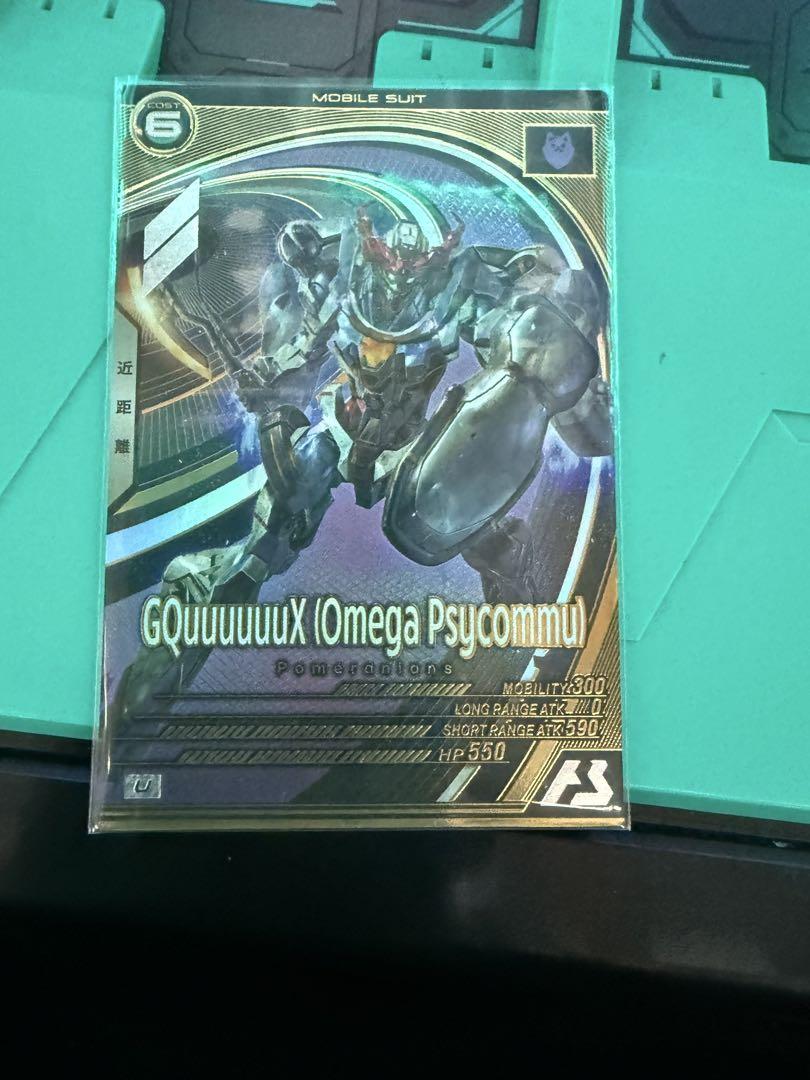 MOBILE SUIT
COST
6
近距離
GQuuuuuuX (Omega Psycommu)
Pomeranians
MOBILITY 300
LONG RANGE ATK 0
SHORT RANGE ATK 590
HP 550
U